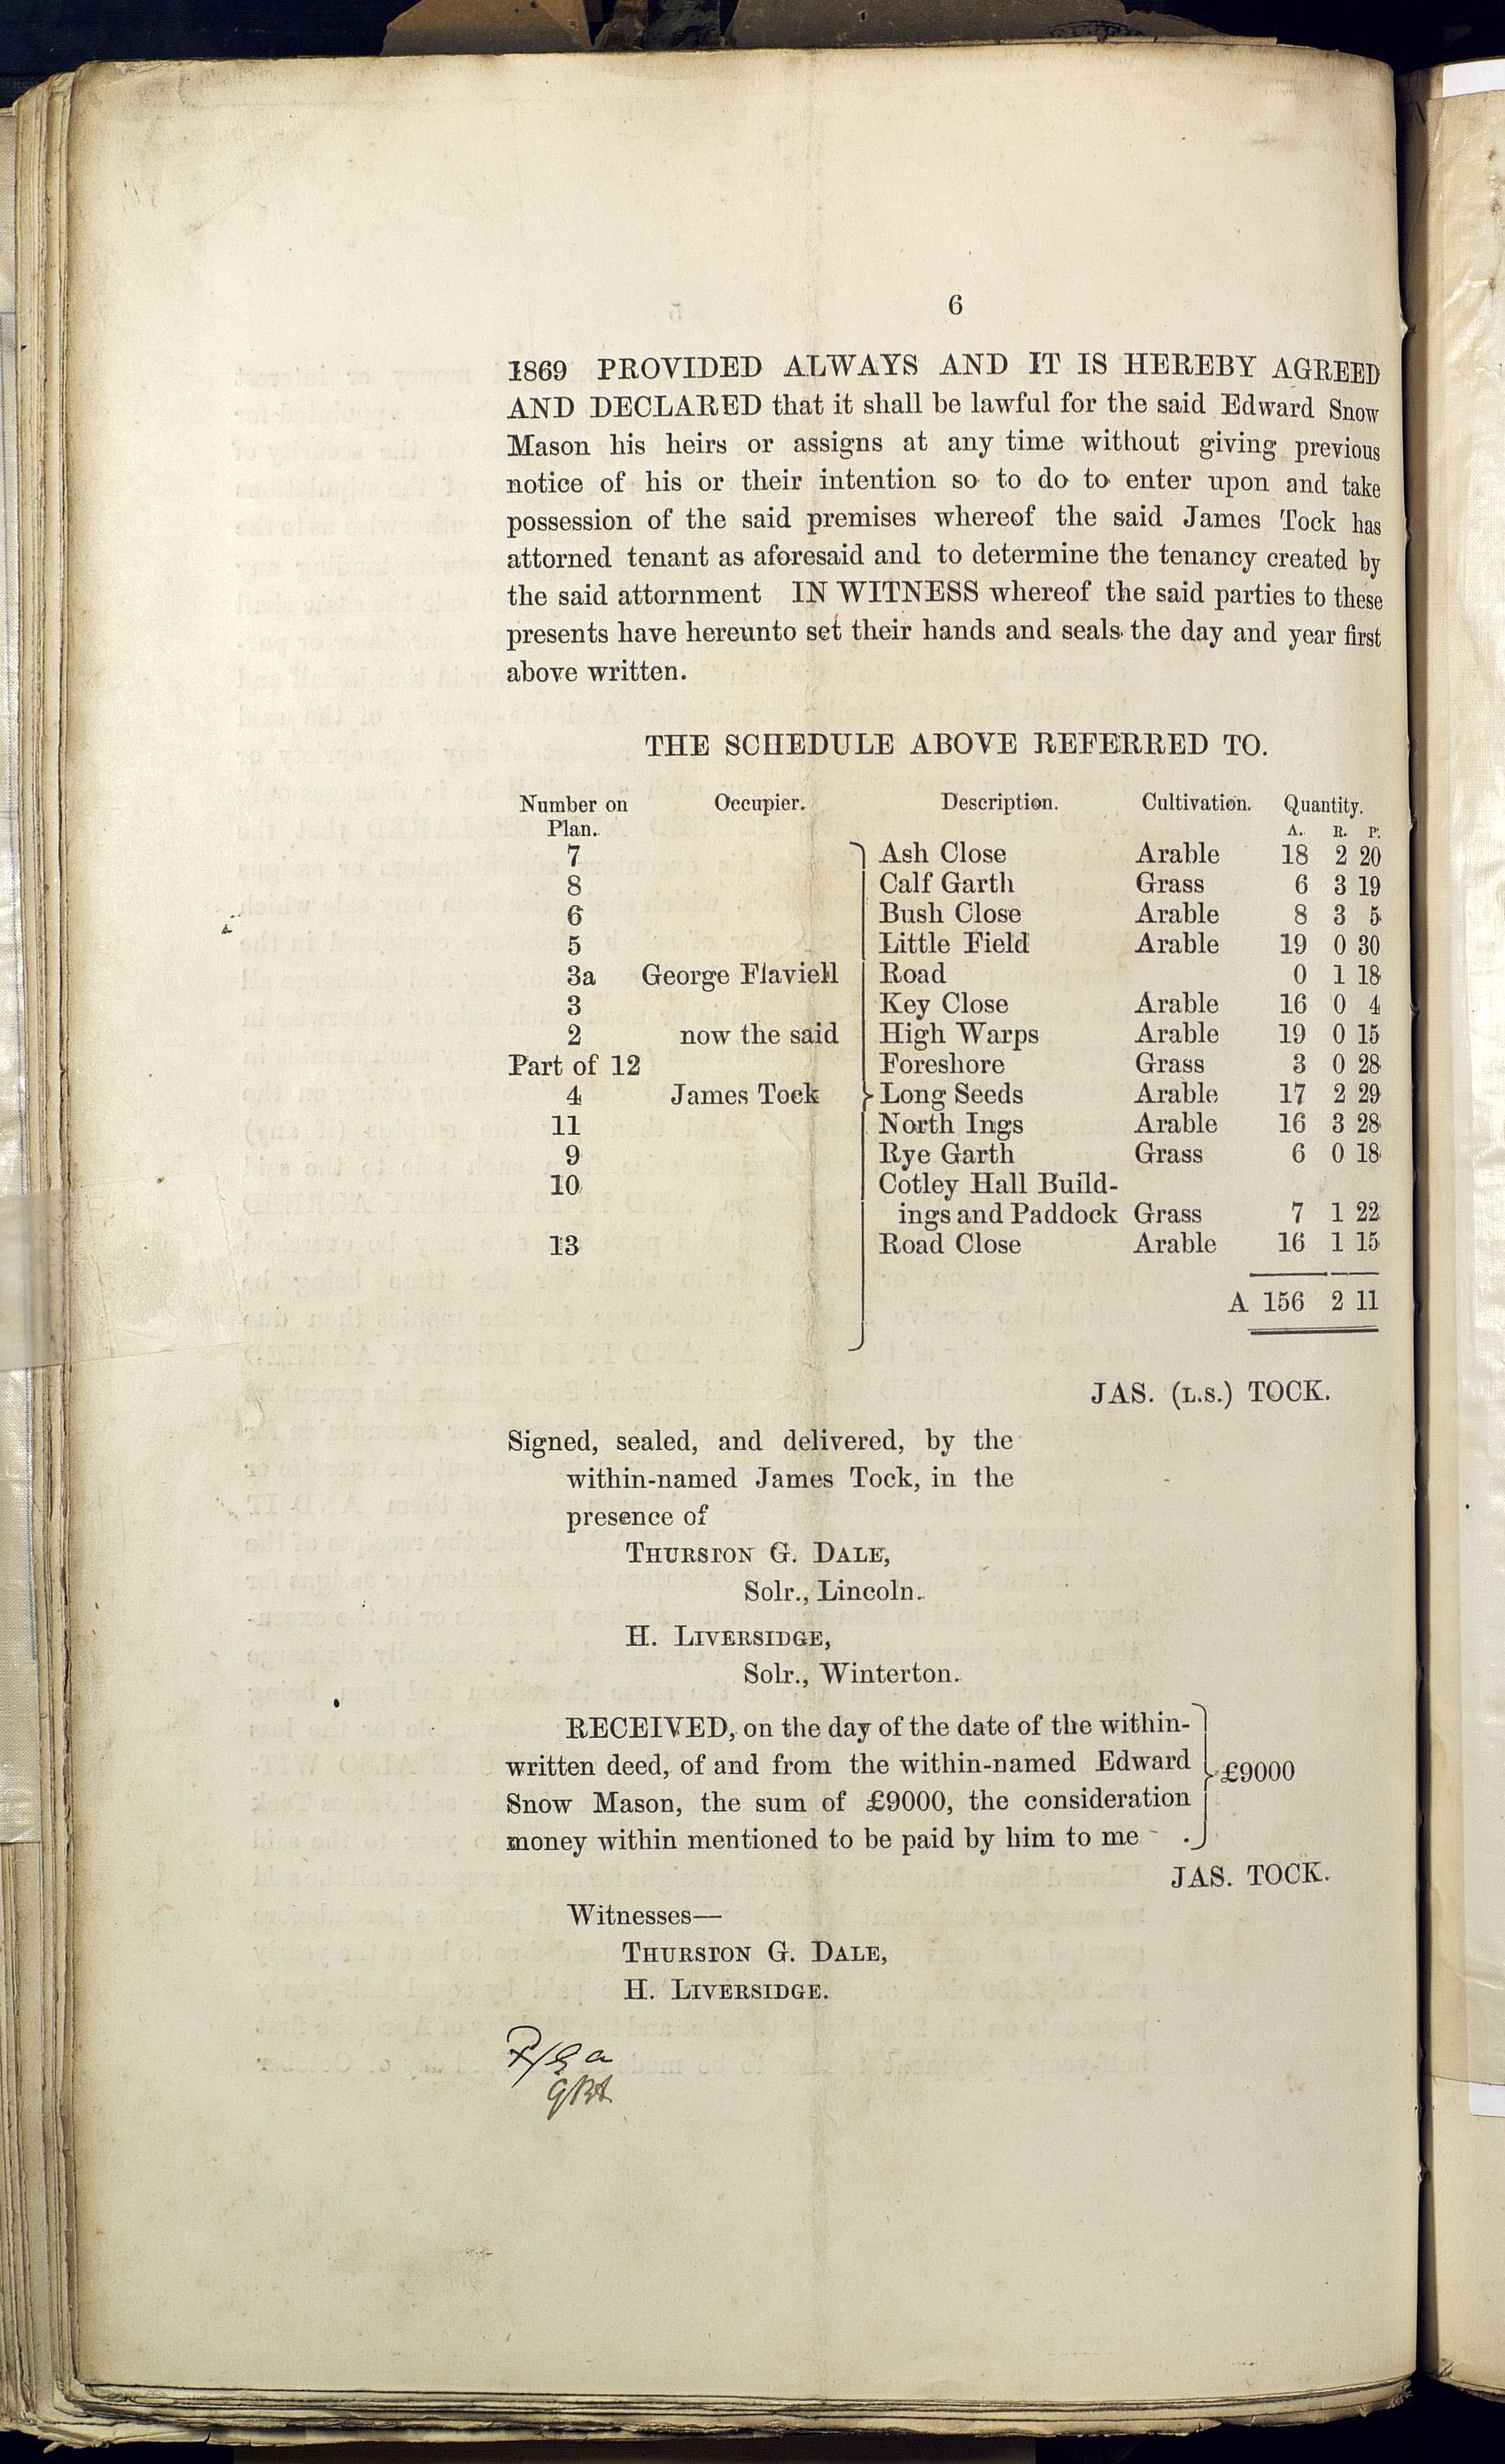 6
1869 PROVIDED ALWAYS AND IT IS HEREBY AGREED
AND DECLARED that it shall be lawful for the said Edward Snow
Mason his heirs or assigns at any time without giving previous
notice of his or their intention so to do to enter upon and take
possession of the said premises whereof the said James Tock has
attorned tenant as aforesaid and to determine the tenancy created by
the said attornment IN WITNESS whereof the said parties to these
presents have hereunto set their hands and seals the day and year first
above written.
THE SCHEDULE ABOVE REFERRED TO.
Number on Occupier. Description. Cultivation. Quantity.
Plan. A. R. P.
7 Ash Close Arable 18 2 20
8 Calf Garth Grass 6 3 19
6 Bush Close Arable 8 3 5
5 Little Field Arable 19 0 30
3a George Flaviell Road 0 1 18
3 Key Close Arable 16 0 4
2 now the said High Warps Arable 19 0 15
Part of 12 Foreshore Grass 3 0 28
4 James Tock Long Seeds Arable 17 2 29
11 North Ings Arable 16 3 28
9 Rye Garth Grass 6 0 18
10 Cotley Hall Build-
ings and Paddock Grass 7 1 22
13 Road Close Arable 16 1 15
A 156 2 11
JAS. (L.S.) TOCK.
Signed, sealed, and delivered, by the
within-named James Tock, in the
presence of
THURSTON G. DALE,
Solr., Lincoln.
H. LIVERSIDGE,
Solr., Winterton.
RECEIVED, on the day of the date of the within-
written deed, of and from the within-named Edward
Snow Mason, the sum of £9000, the consideration
money within mentioned to be paid by him to me - .
£9000
JAS. TOCK.
Witnesses—
THURSTON G. DALE,
H. LIVERSIDGE.